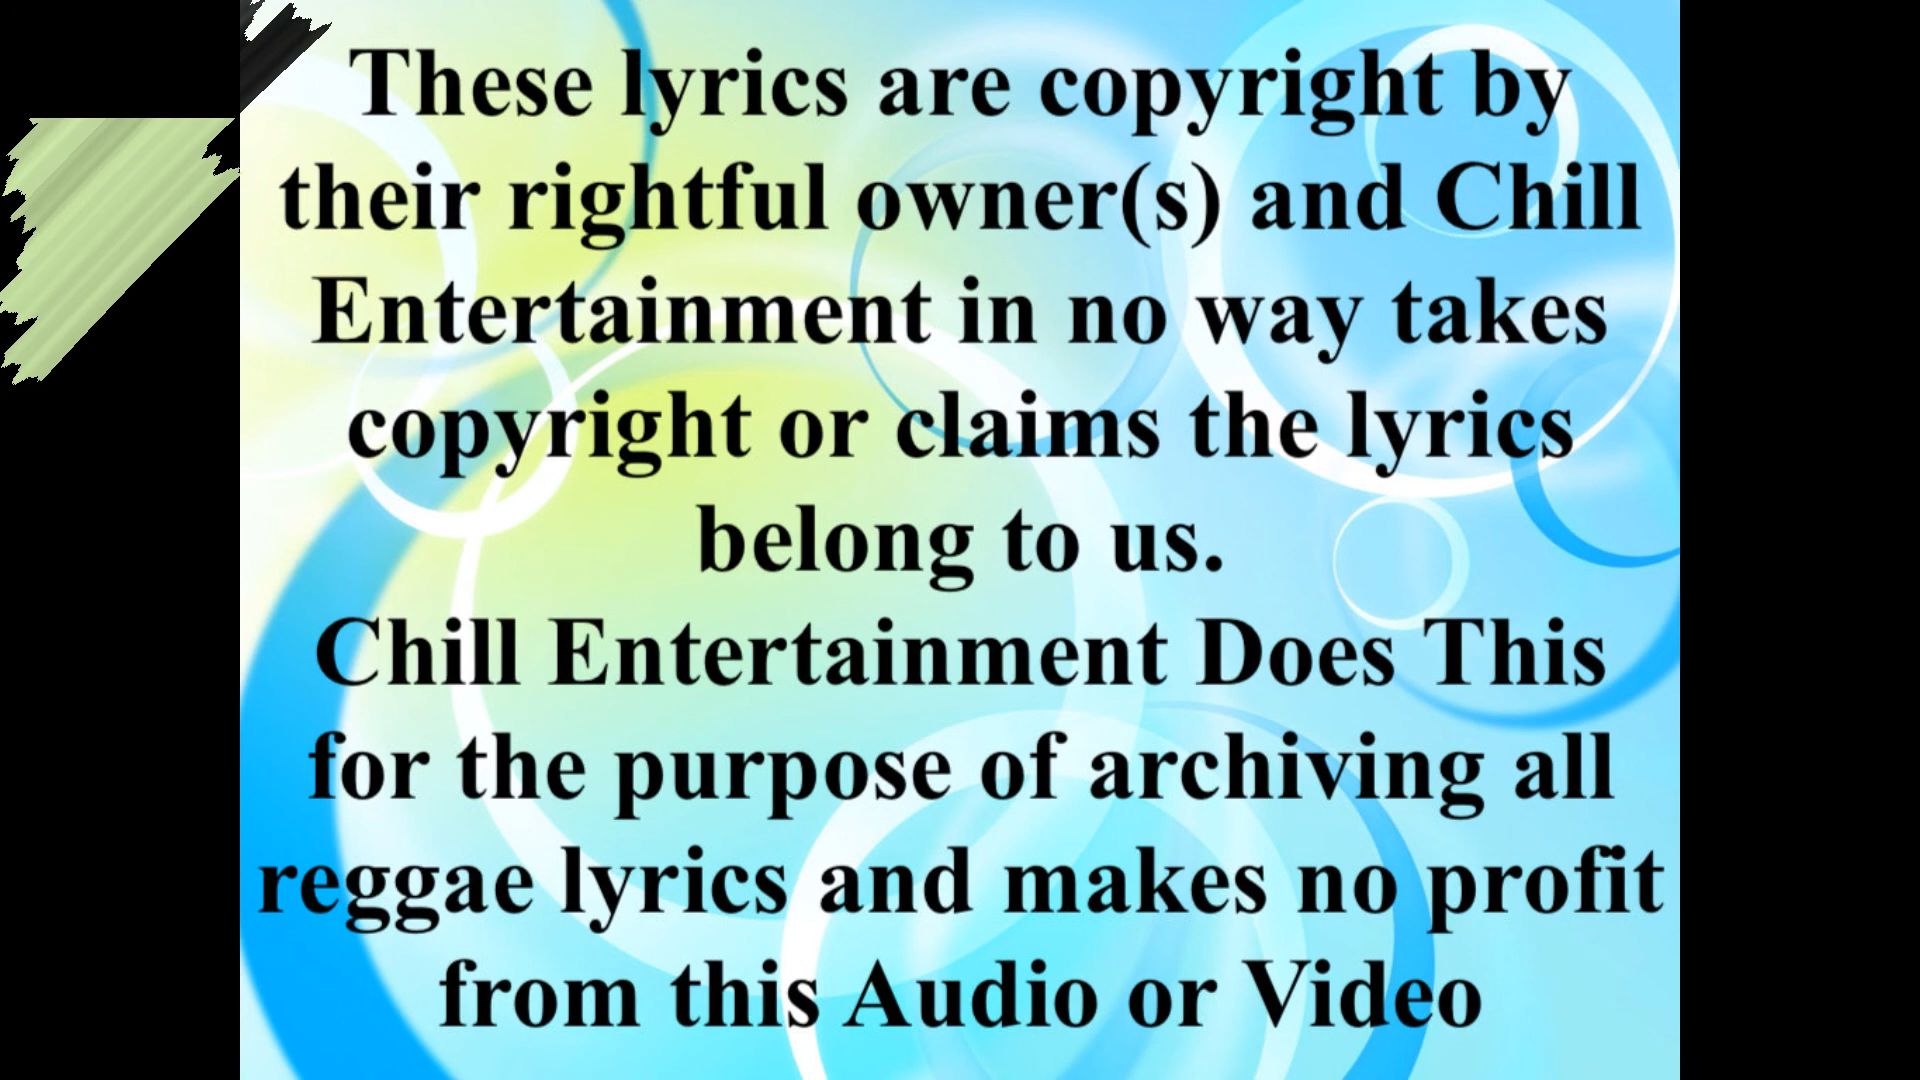 These lyrics are copyright by
their rightful owner(s) and Chill
Entertainment in no way takes
copyright or claims the lyrics
belong to us.
Chill Entertainment Does This
for the purpose of archiving all
reggae lyrics and makes no profit
from this Audio or Video